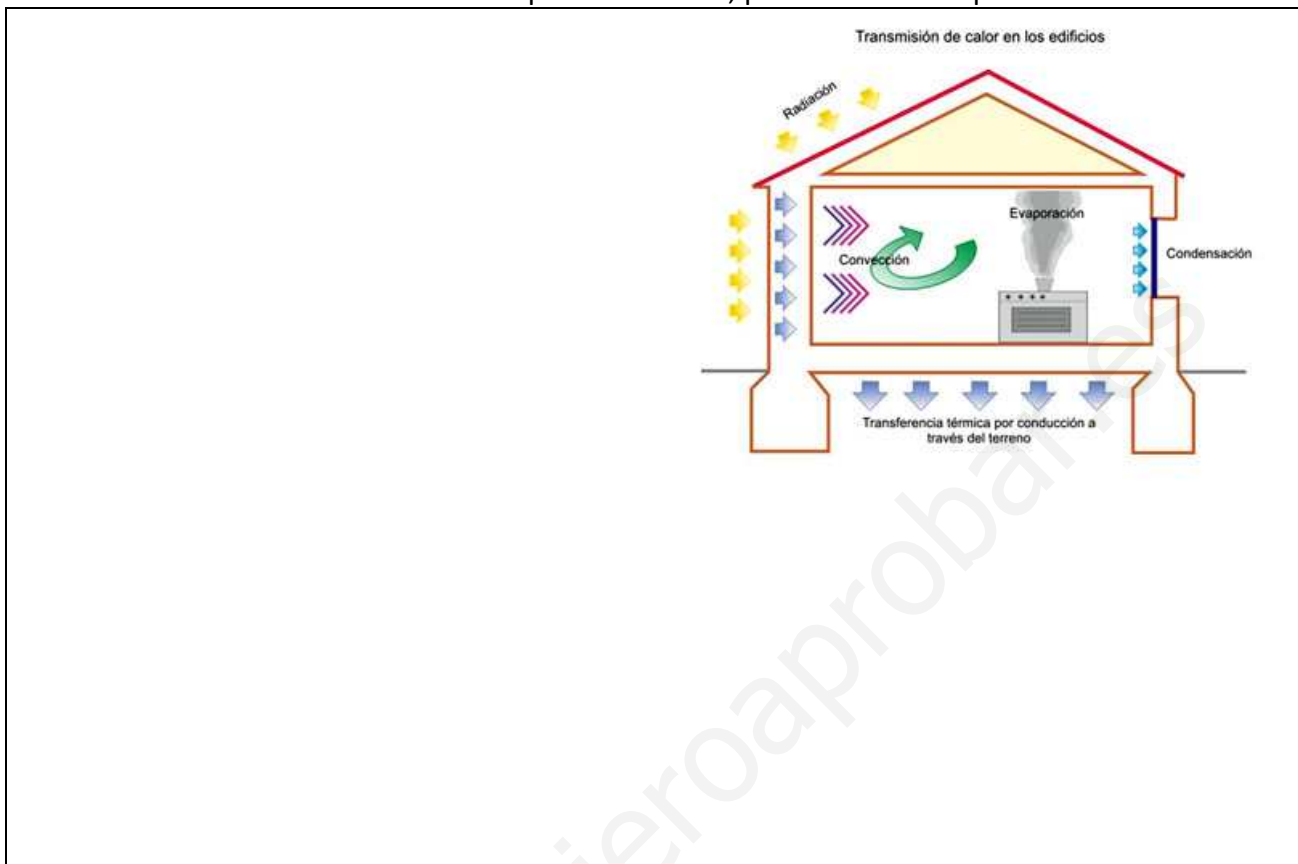 Transmisión de calor en los edificios
Radiación
Evaporación
Convección
Condensación
Transferencia térmica por conducción a
través del terreno